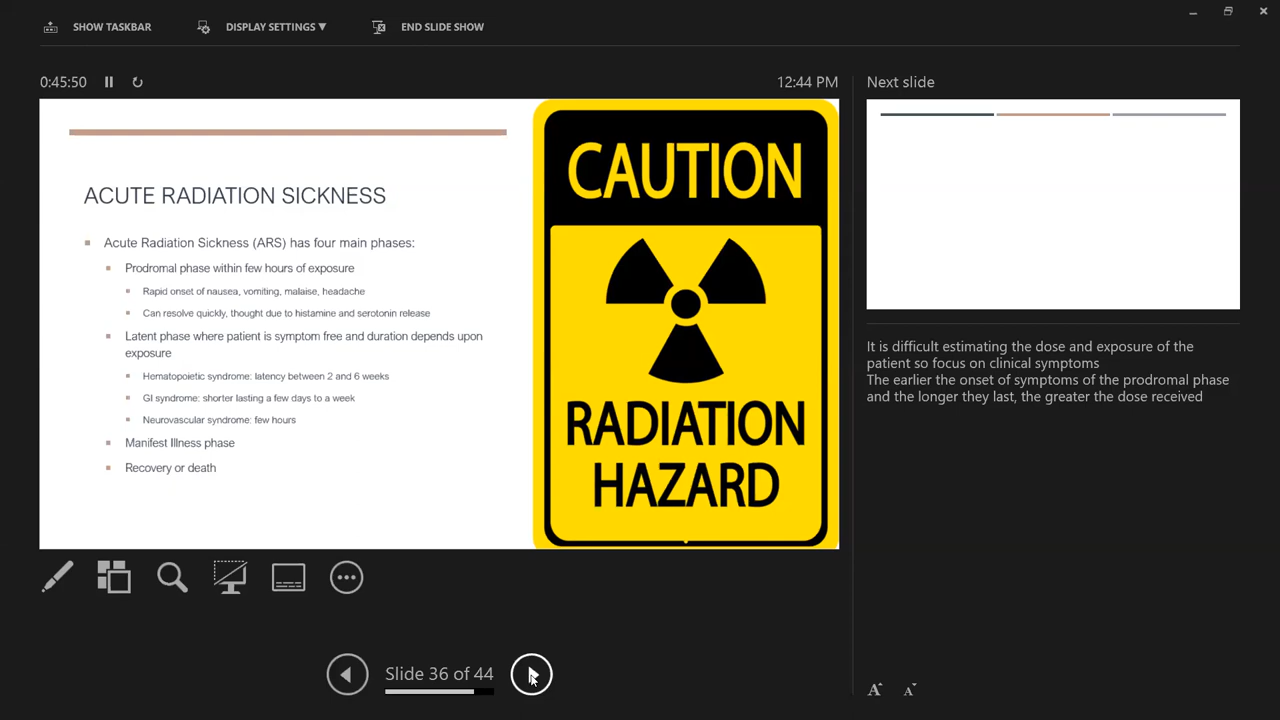 SHOW TASKBAR
DISPLAY SETTINGS ▼
END SLIDE SHOW
0:45:50
12:44 PM
Next slide
ACUTE RADIATION SICKNESS
Acute Radiation Sickness (ARS) has four main phases:
Prodromal phase within few hours of exposure
Rapid onset of nausea, vomiting, malaise, headache
Can resolve quickly, thought due to histamine and serotonin release
Latent phase where patient is symptom free and duration depends upon
exposure
Hematopoietic syndrome: latency between 2 and 6 weeks
GI syndrome: shorter lasting a few days to a week
Neurovascular syndrome: few hours
Manifest Illness phase
Recovery or death
CAUTION
RADIATION
HAZARD
It is difficult estimating the dose and exposure of the
patient so focus on clinical symptoms
The earlier the onset of symptoms of the prodromal phase
and the longer they last, the greater the dose received
Slide 36 of 44
A A